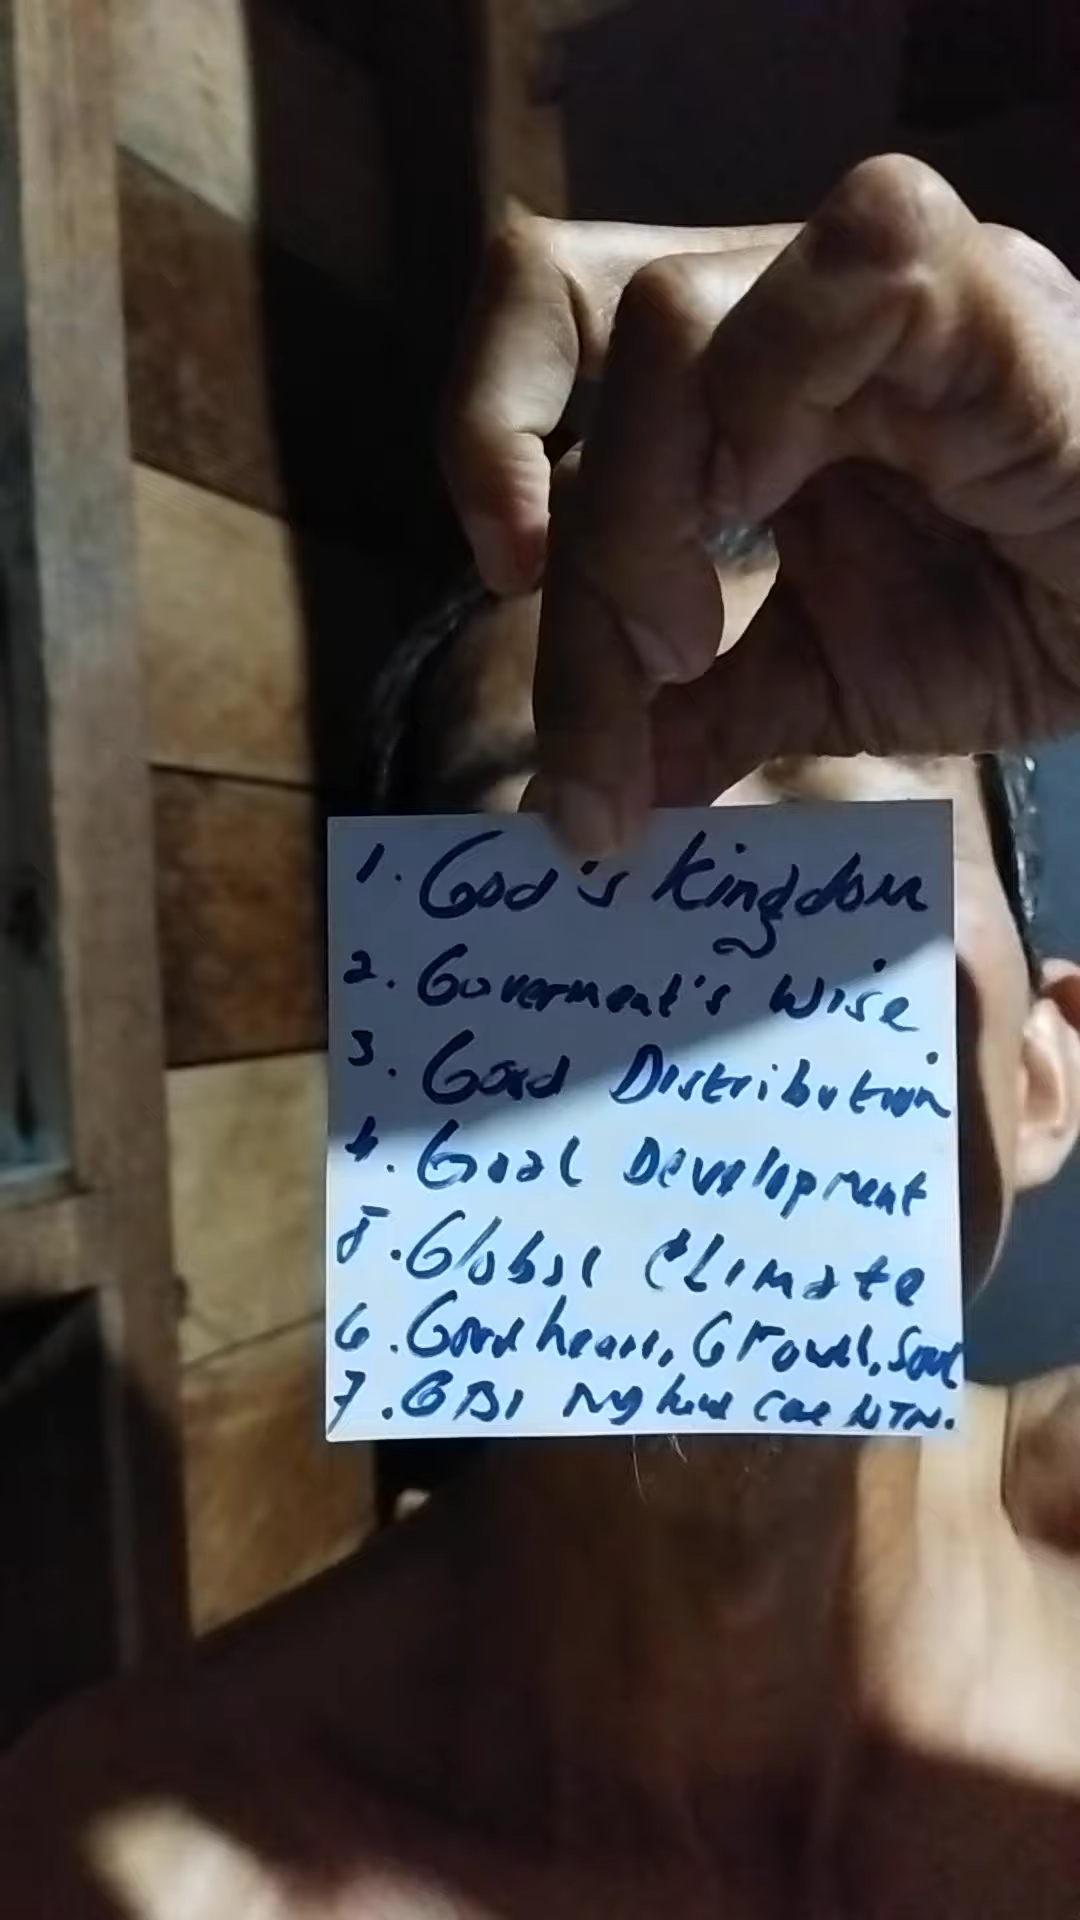 1. God's Kingdom
2. Goverment's Wise
3. Good Distribution
4. Goal Development
5. Global Climate
6. Good heart, Growth, Soul
7. GBI